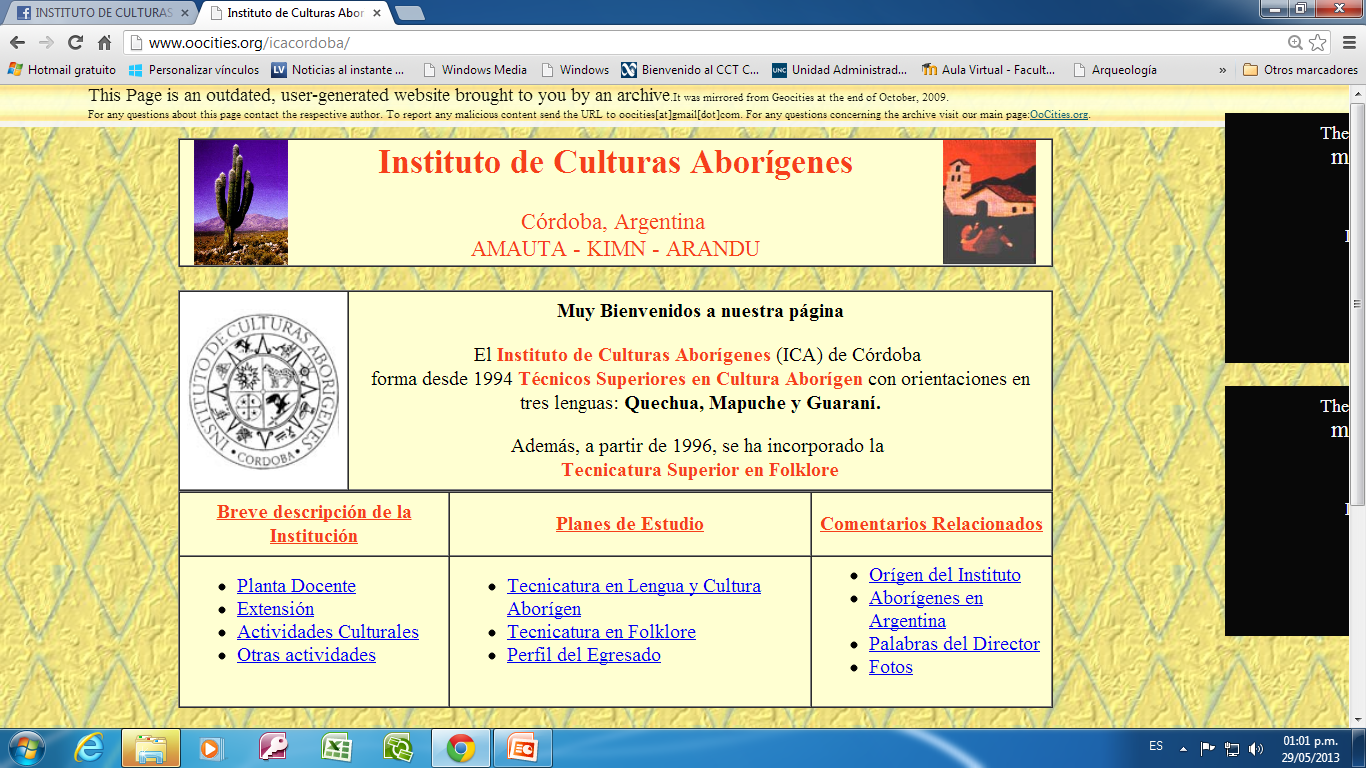 INSTITUTO DE CULTURAS
Instituto de Culturas Abor
www.oocities.org/icacordoba/
Hotmail gratuito
Personalizar vínculos
LV Noticias al instante ...
Windows Media
Windows
Bienvenido al CCT C...
UNC Unidad Administrad...
Aula Virtual - Facult...
Arqueología
»
Otros marcadores
This Page is an outdated, user-generated website brought to you by an archive.It was mirrored from Geocities at the end of October, 2009.
For any questions about this page contact the respective author. To report any malicious content send the URL to oocities[at]gmail[dot]com. For any questions concerning the archive visit our main page:OoCities.org.
The
m
Instituto de Culturas Aborígenes
Córdoba, Argentina
AMAUTA - KIMN - ARANDU
INSTITUTO DE CULTURAS ABORIGENES
· CORDOBA ·
Muy Bienvenidos a nuestra página
El Instituto de Culturas Aborígenes (ICA) de Córdoba
forma desde 1994 Técnicos Superiores en Cultura Aborígen con orientaciones en
tres lenguas: Quechua, Mapuche y Guaraní.
Además, a partir de 1996, se ha incorporado la
Tecnicatura Superior en Folklore
The
m
Breve descripción de la
Institución
Planes de Estudio
Comentarios Relacionados
Planta Docente
Extensión
Actividades Culturales
Otras actividades
Tecnicatura en Lengua y Cultura
Aborígen
Tecnicatura en Folklore
Perfil del Egresado
Orígen del Instituto
Aborígenes en
Argentina
Palabras del Director
Fotos
ES
01:01 p.m.
29/05/2013